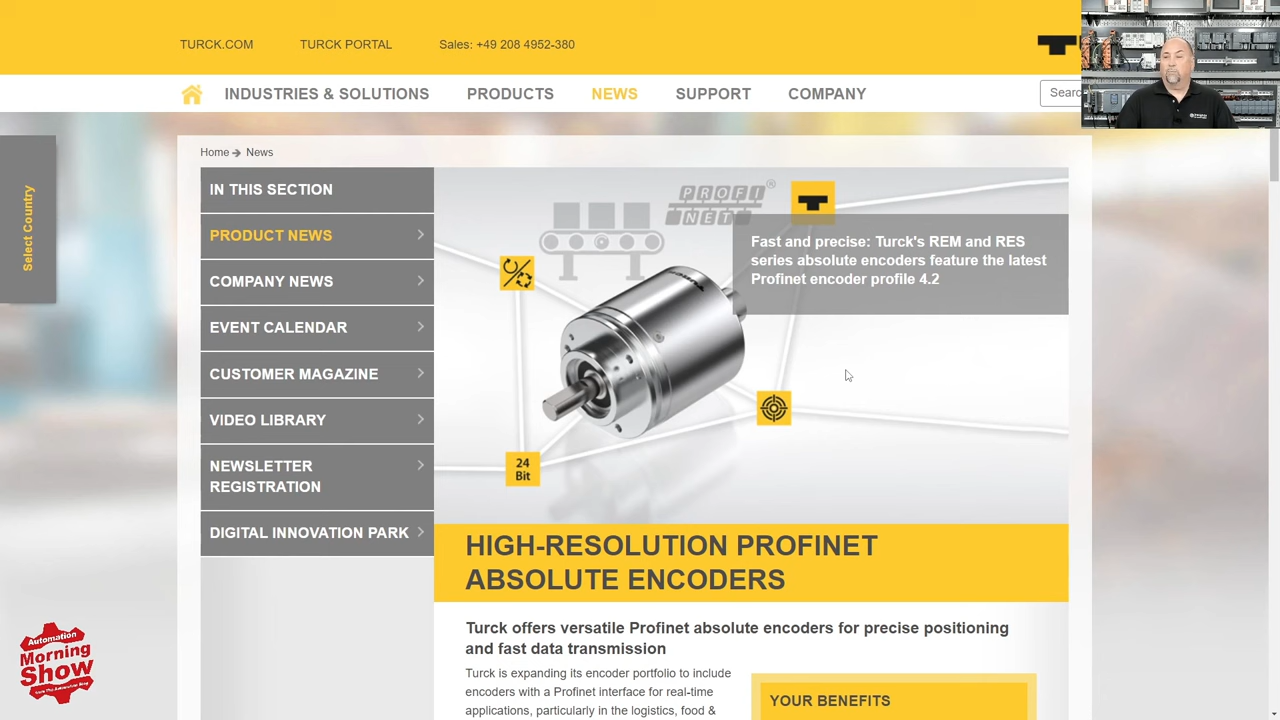 TURCK.COM
TURCK PORTAL
Sales: +49 208 4952-380
INDUSTRIES & SOLUTIONS
PRODUCTS
NEWS
SUPPORT
COMPANY
Searc
Select Country
Home
News
IN THIS SECTION
PRODUCT NEWS
COMPANY NEWS
EVENT CALENDAR
CUSTOMER MAGAZINE
VIDEO LIBRARY
NEWSLETTER
REGISTRATION
DIGITAL INNOVATION PARK
PROFI
NET
Fast and precise: Turck's REM and RES
series absolute encoders feature the latest
Profinet encoder profile 4.2
24
Bit
HIGH-RESOLUTION PROFINET
ABSOLUTE ENCODERS
Turck offers versatile Profinet absolute encoders for precise positioning
and fast data transmission
Turck is expanding its encoder portfolio to include
encoders with a Profinet interface for real-time
applications, particularly in the logistics, food &
YOUR BENEFITS
Automation
Morning
Show
from The Automation Blog